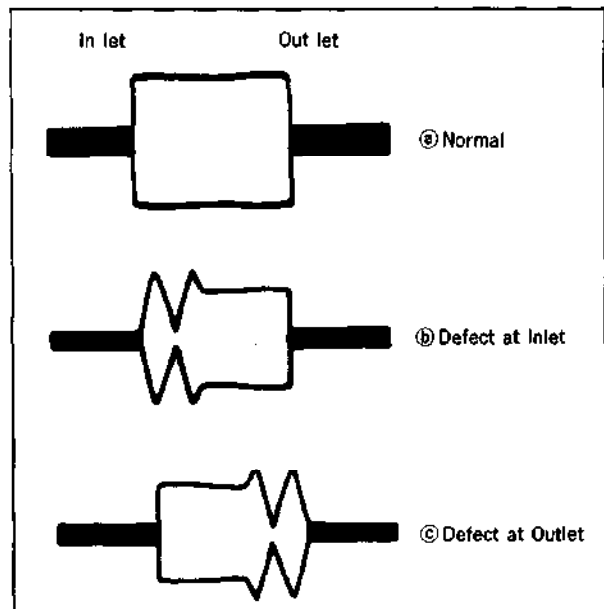 In let Out let
ⓐ Normal
ⓑ Defect at Inlet
ⓒ Defect at Outlet